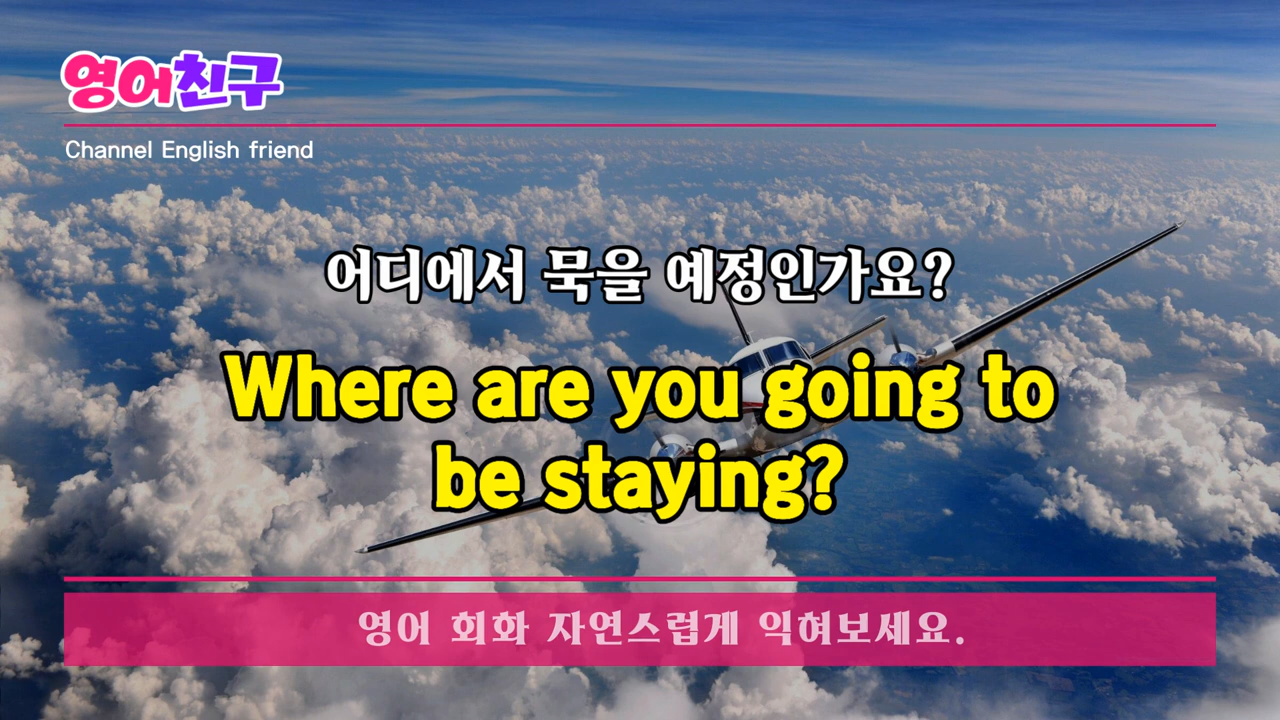 영어친구
Channel English friend
어디에서 묵을 예정인가요?
Where are you going to
be staying?
영어 회화 자연스럽게 익혀보세요.